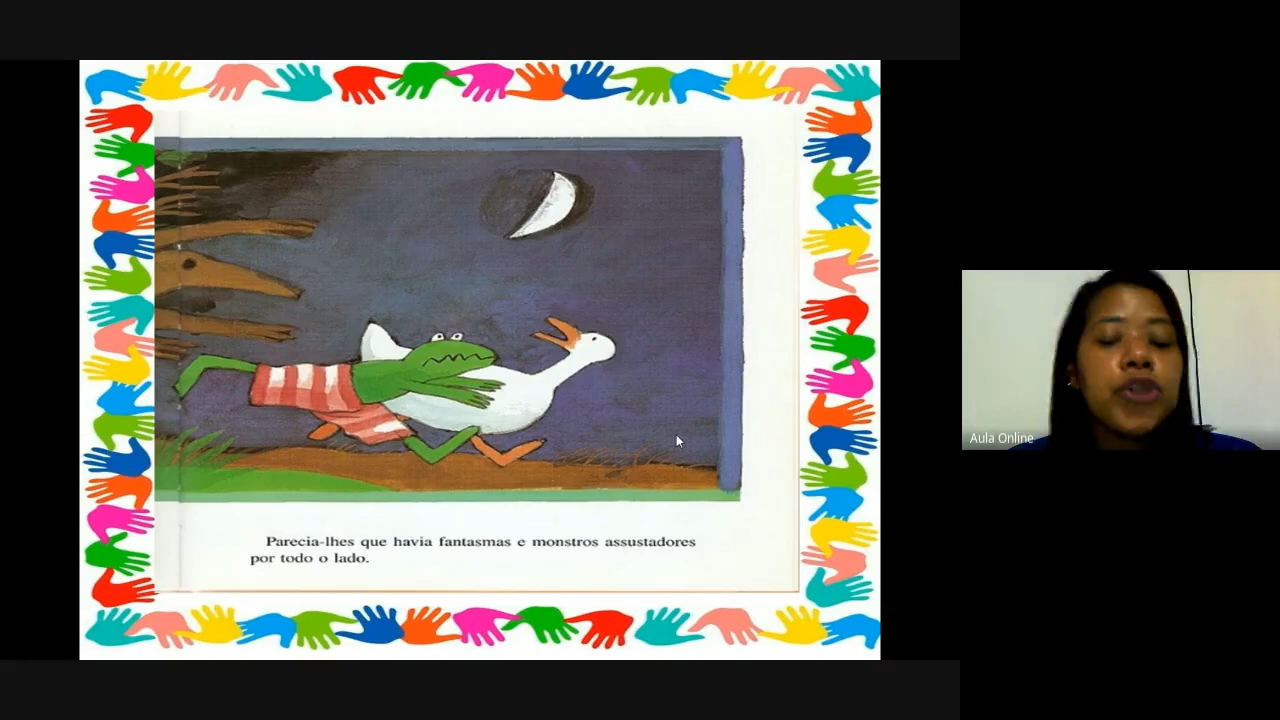 Parecia-lhes que havia fantasmas e monstros assustadores
por todo o lado.
Aula Online